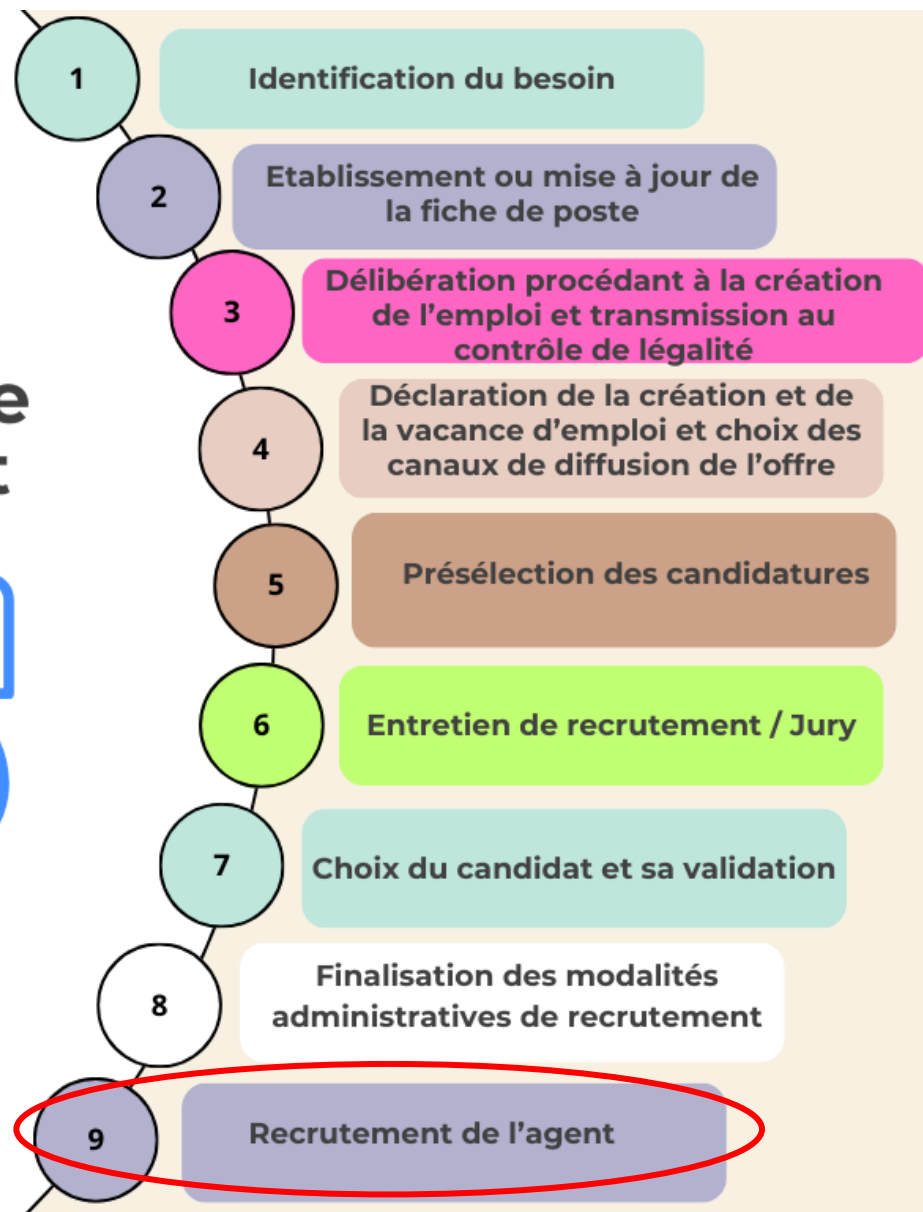 1
Identification du besoin
2
Etablissement ou mise à jour de
la fiche de poste
3
Délibération procédant à la création
de l’emploi et transmission au
contrôle de légalité
e
t
4
Déclaration de la création et de
la vacance d’emploi et choix des
canaux de diffusion de l’offre
5
Présélection des candidatures
6
Entretien de recrutement / Jury
7
Choix du candidat et sa validation
8
Finalisation des modalités
administratives de recrutement
9
Recrutement de l’agent